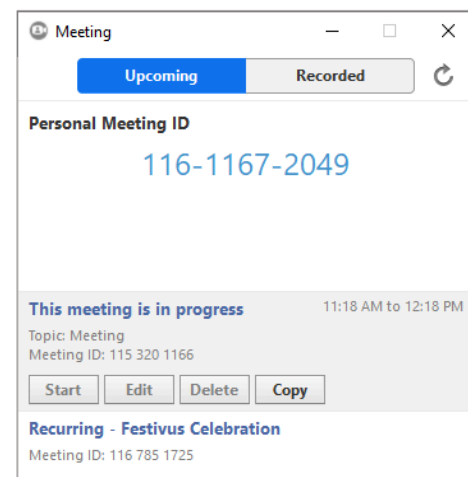 Meeting
Upcoming Recorded
Personal Meeting ID
116-1167-2049
This meeting is in progress 11:18 AM to 12:18 PM
Topic: Meeting
Meeting ID: 115 320 1166
Start Edit Delete Copy
Recurring - Festivus Celebration
Meeting ID: 116 785 1725